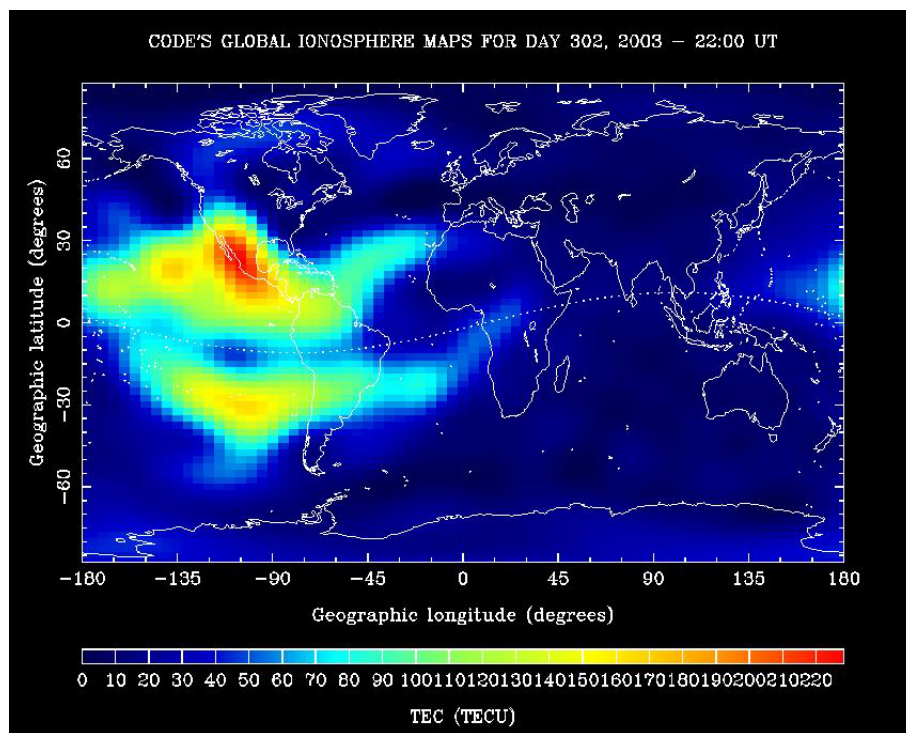 CODE'S GLOBAL IONOSPHERE MAPS FOR DAY 302, 2003 – 22:00 UT
Geographic latitude (degrees)
60
30
0
−30
−60
−180 −135 −90 −45 0 45 90 135 180
Geographic longitude (degrees)
0 10 20 30 40 50 60 70 80 90 100110120130140150160170180190200210220
TEC (TECU)